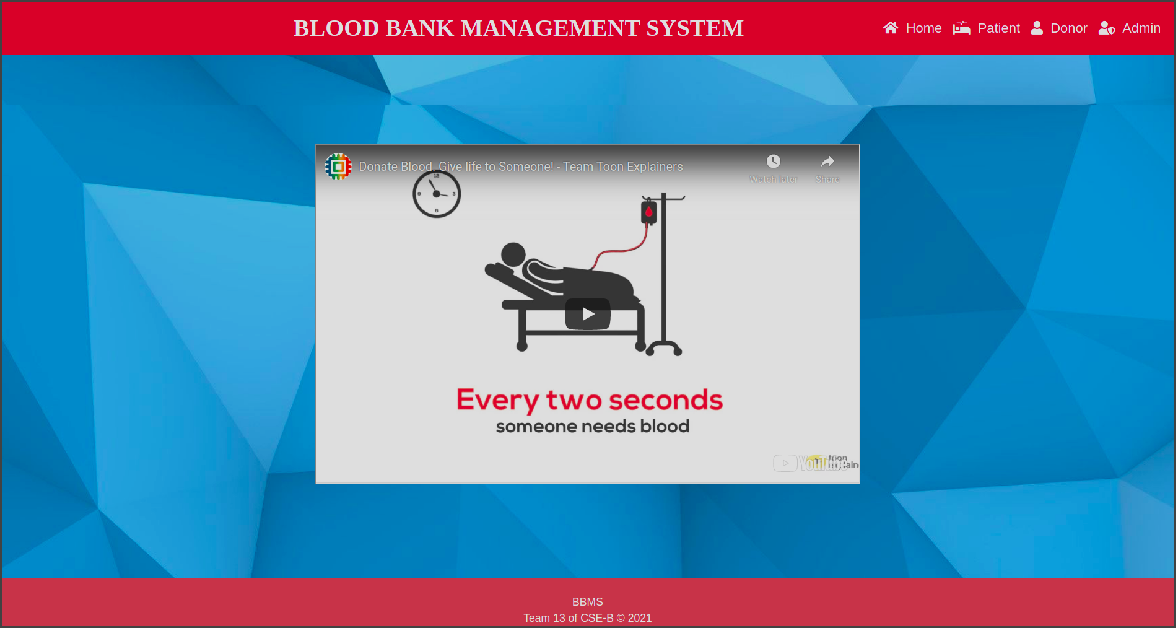 BLOOD BANK MANAGEMENT SYSTEM
Home Patient Donor Admin
Donate Blood, Give life to Someone! - Team Toon Explainers
Watch later Share
Every two seconds
someone needs blood
YouTube
BBMS
Team 13 of CSE-B © 2021